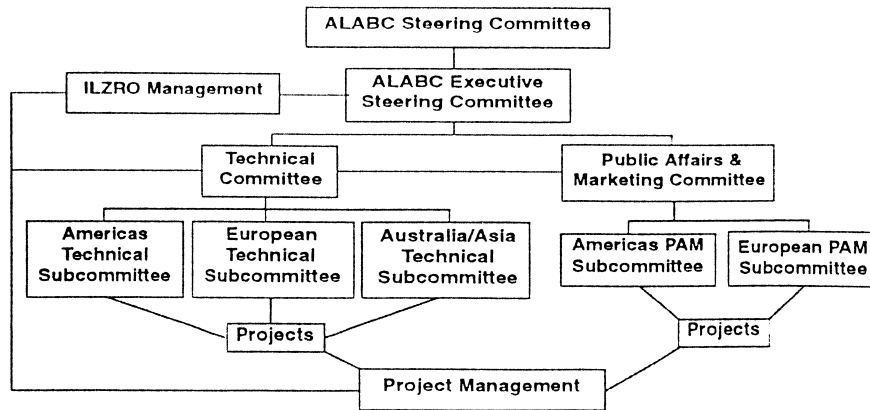 ALABC Steering Committee
ILZRO Management
ALABC Executive
Steering Committee
Technical
Committee
Public Affairs &
Marketing Committee
Americas
Technical
Subcommittee
European
Technical
Subcommittee
Australia/Asia
Technical
Subcommittee
Americas PAM
Subcommittee
European PAM
Subcommittee
Projects
Projects
Project Management